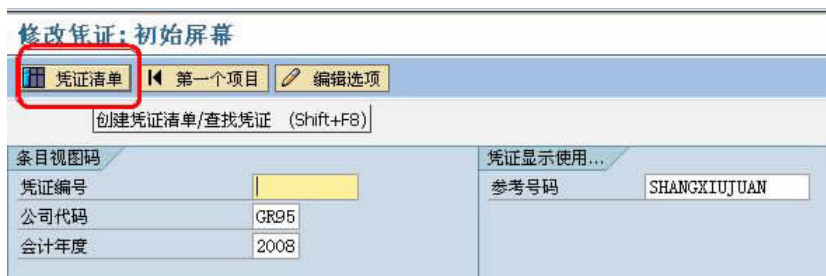 修改凭证:初始屏幕
凭证清单 第一个项目 编辑选项
创建凭证清单/查找凭证 (Shift+F8)
条目视图码 凭证显示使用...
凭证编号 参考号码 SHANGXIUJUAN
公司代码 GR95
会计年度 2008